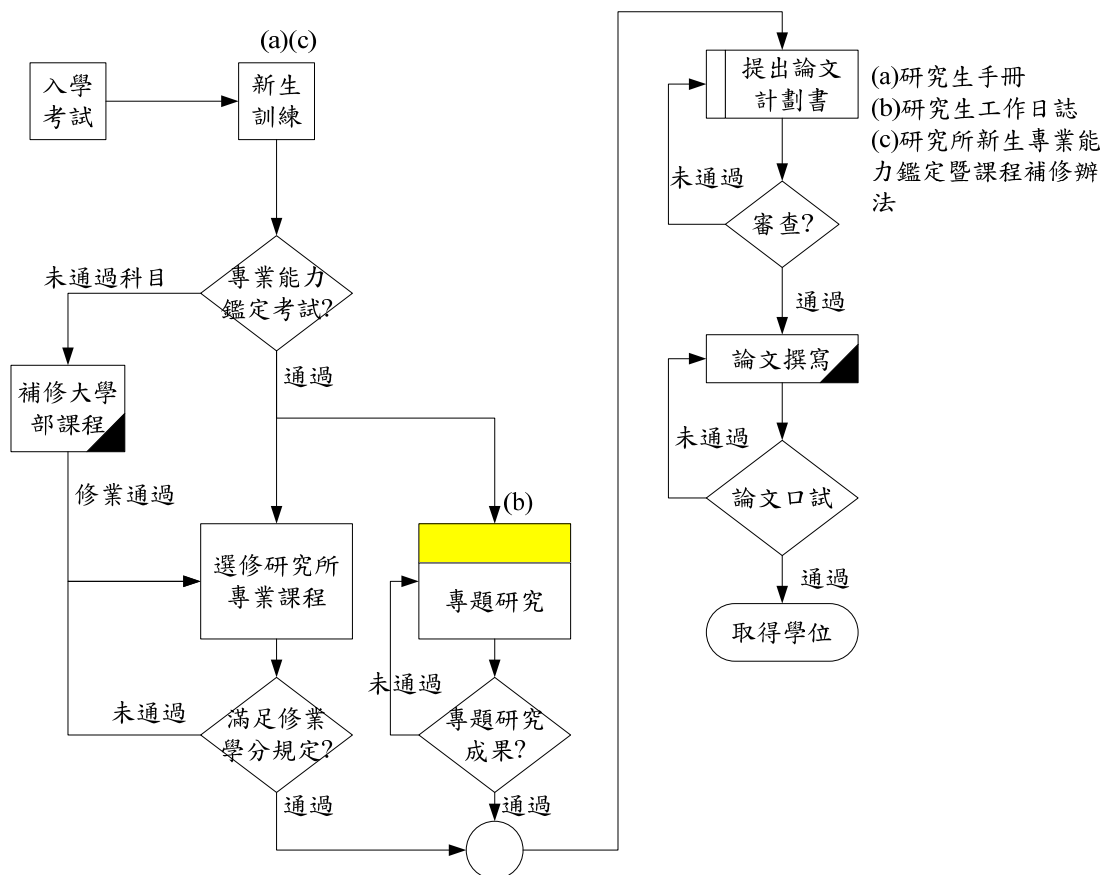 (a)(c)
入學
考試
新生
訓練
專業能力
鑑定考試?
未通過科目
通過
補修大學
部課程
修業通過
選修研究所
專業課程
(b)
專題研究
未通過
滿足修業
學分規定?
未通過
專題研究
成果?
通過
通過
提出論文
計劃書
未通過
審查?
通過
論文撰寫
未通過
論文口試
通過
取得學位
(a)研究生手冊
(b)研究生工作日誌
(c)研究所新生專業能
力鑑定暨課程補修辦
法